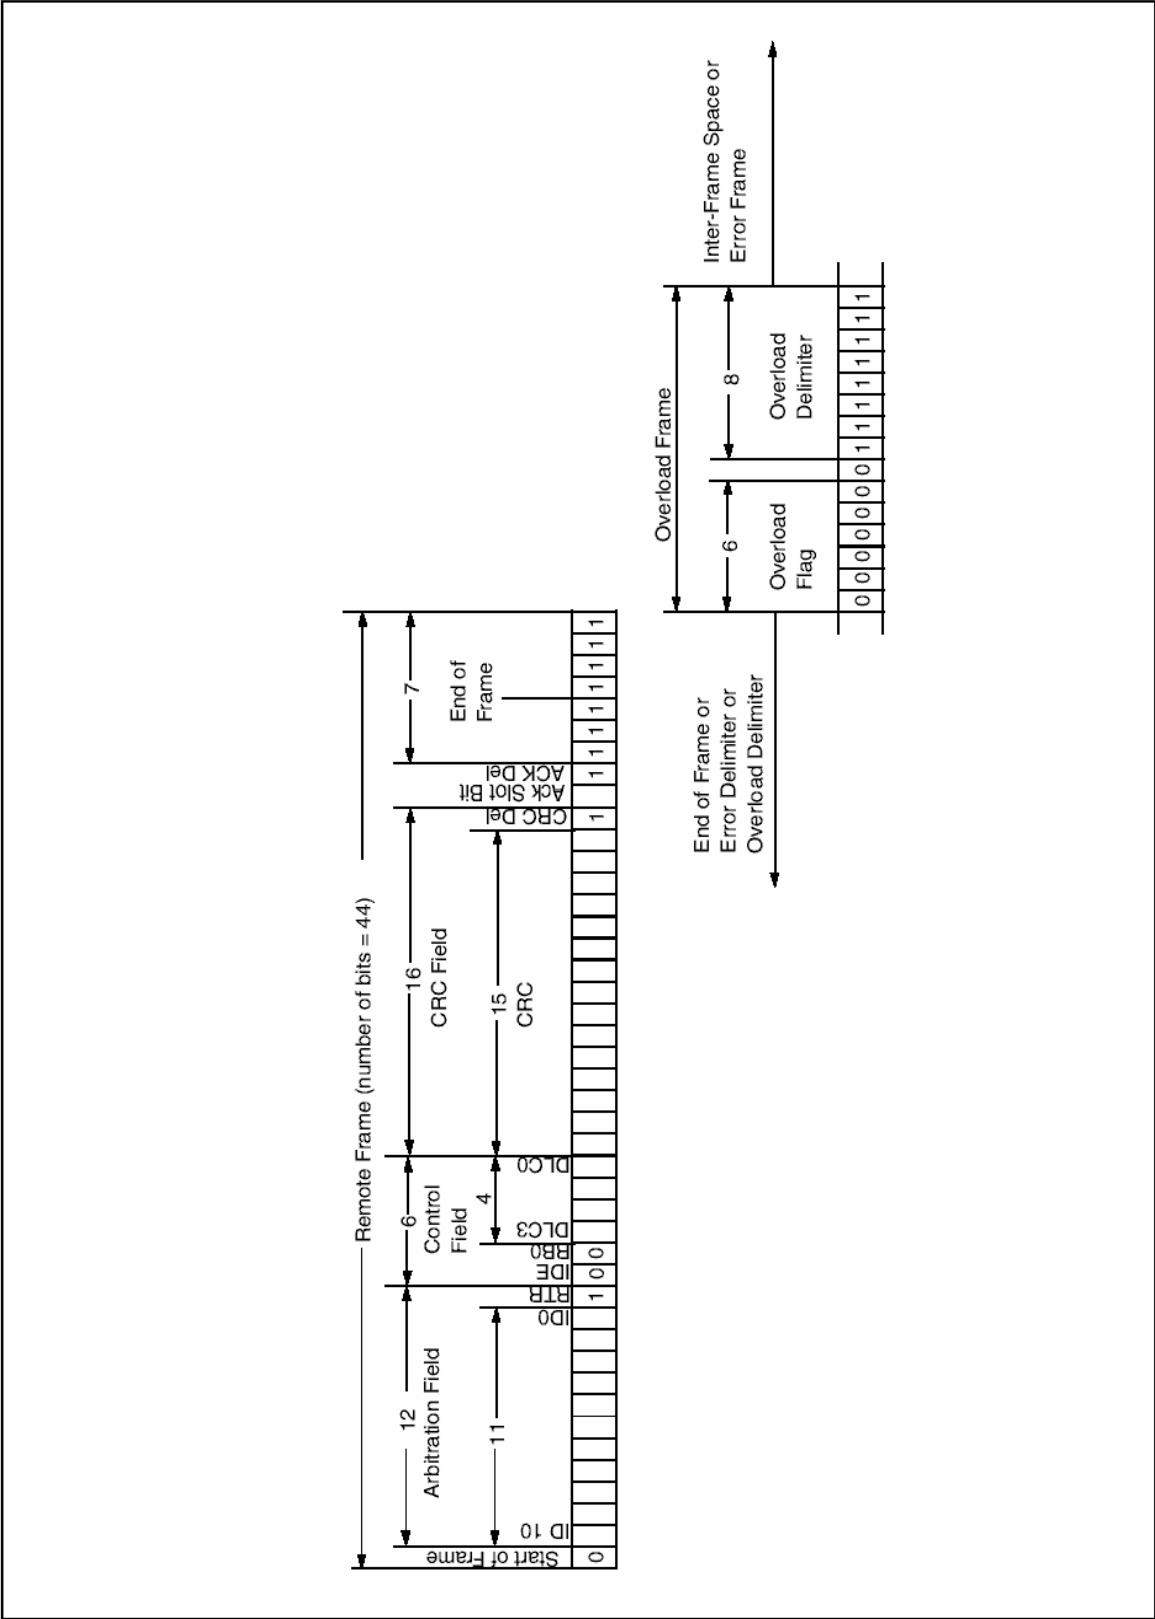 Remote Frame (number of bits = 44)
12
Arbitration Field
6
Control
Field
16
CRC Field
7
End of
Frame
11
4
15
CRC
Start of Frame
ID 10
ID0
RTR
IDE
RB0
DLC3
DLC0
CRC Del
Ack Slot Bit
ACK Del
0
1
0
0
1
1
1
1
1
1
1
1
1
Overload Frame
End of Frame or
Error Delimiter or
Overload Delimiter
6
Overload
Flag
8
Overload
Delimiter
Inter-Frame Space or
Error Frame
0 0 0 0 0 0 0 1 1 1 1 1 1 1 1